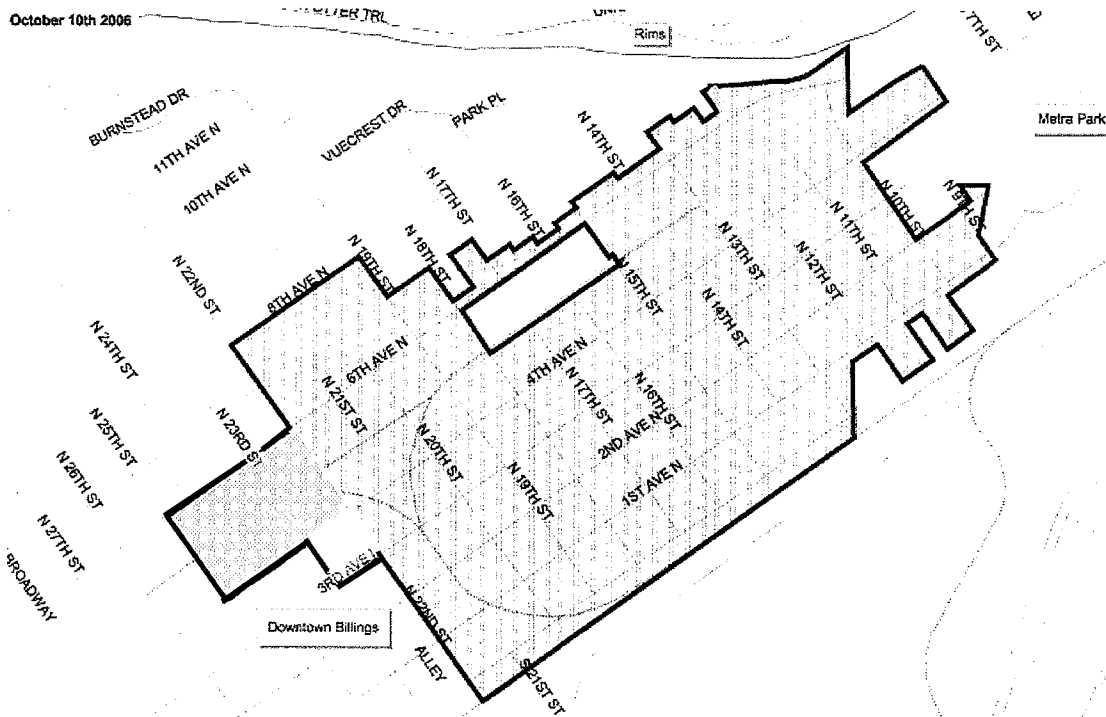 October 10th 2006
Rims
7TH ST
Metra Park
BURNSTEAD DR
11TH AVE N
10TH AVE N
VUECREST DR
PARK PL
N 14TH ST
N 17TH ST
N 16TH ST
N 18TH ST
N 19TH ST
N 10TH ST
N 9TH ST
N 11TH ST
N 12TH ST
N 13TH ST
N 22ND ST
8TH AVE N
N 15TH ST
N 14TH ST
N 24TH ST
6TH AVE N
4TH AVE N
N 21ST ST
N 17TH ST
N 16TH ST
N 25TH ST
N 23RD ST
N 20TH ST
2ND AVE N
N 26TH ST
N 19TH ST
1ST AVE N
N 27TH ST
BROADWAY
3RD AVE
N 22ND ST
Downtown Billings
ALLEY
S 21ST ST